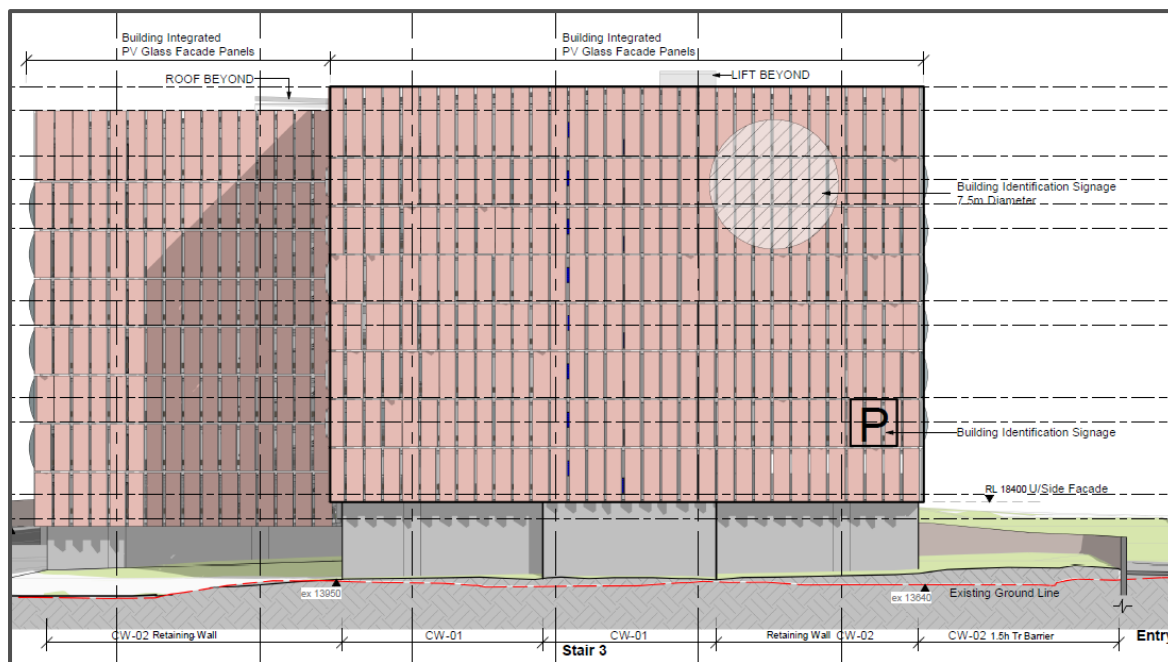 Building Integrated
PV Glass Facade Panels
Building Integrated
PV Glass Facade Panels
ROOF BEYOND
LIFT BEYOND
Building Identification Signage
7.5m Diameter
P
Building Identification Signage
RL 18400 U/Side Facade
ex 13950
ex 13640
Existing Ground Line
CW-02 Retaining Wall
CW-01
CW-01
Retaining Wall CW-02
CW-02 1.5h Tr Barrier
Entry
Stair 3